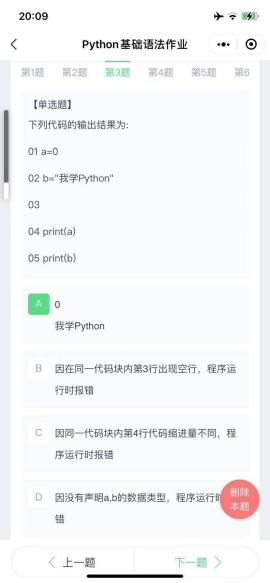 20:09
Python基础语法作业
第1题 第2题 第3题 第4题 第5题 第6
【单选题】
下列代码的输出结果为:
01 a=0
02 b="我学Python"
03
04 print(a)
05 print(b)
A 0
我学Python
B 因在同一代码块内第3行出现空行，程序运
行时报错
C 因同一代码块内第4行代码缩进量不同，程
序运行时报错
D 因没有声明a,b的数据类型，程序运行时
错
删除
本题
上一题 下一题